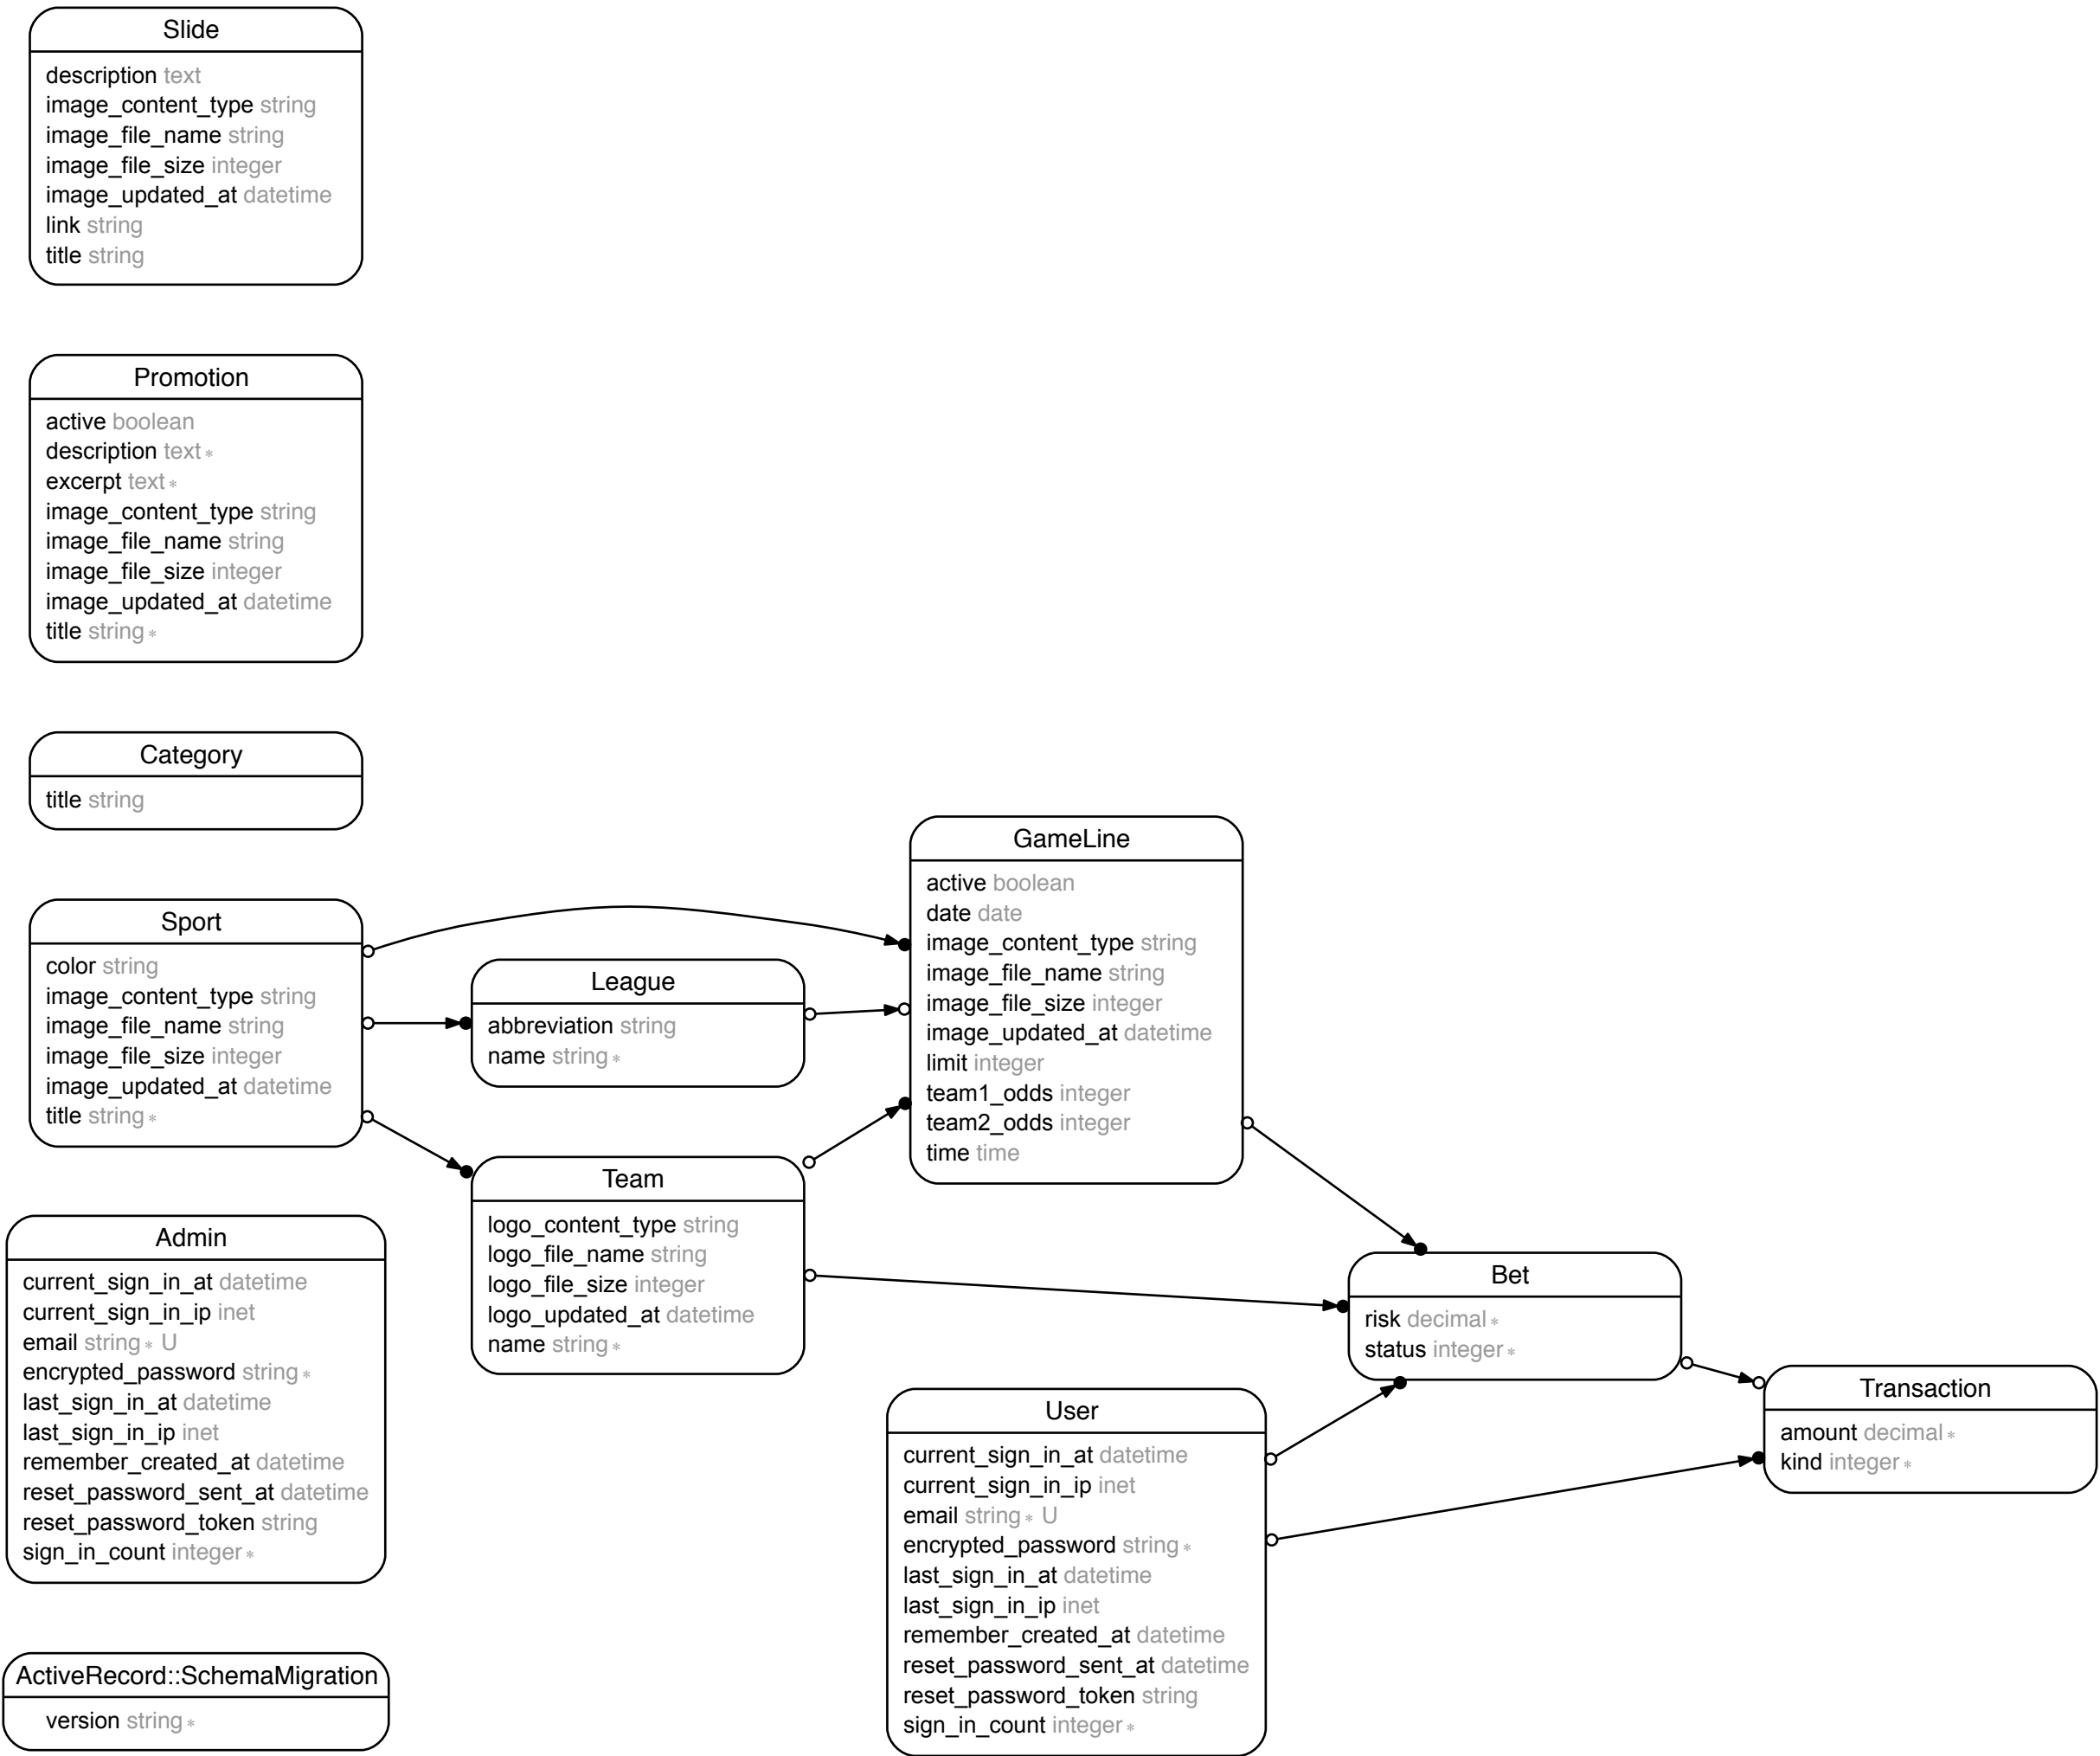 Slide
description text
image_content_type string
image_file_name string
image_file_size integer
image_updated_at datetime
link string
title string
Promotion
active boolean
description text *
excerpt text *
image_content_type string
image_file_name string
image_file_size integer
image_updated_at datetime
title string *
Category
title string
Sport
color string
image_content_type string
image_file_name string
image_file_size integer
image_updated_at datetime
title string *
League
abbreviation string
name string *
Team
logo_content_type string
logo_file_name string
logo_file_size integer
logo_updated_at datetime
name string *
GameLine
active boolean
date date
image_content_type string
image_file_name string
image_file_size integer
image_updated_at datetime
limit integer
team1_odds integer
team2_odds integer
time time
Admin
current_sign_in_at datetime
current_sign_in_ip inet
email string * U
encrypted_password string *
last_sign_in_at datetime
last_sign_in_ip inet
remember_created_at datetime
reset_password_sent_at datetime
reset_password_token string
sign_in_count integer *
Bet
risk decimal *
status integer *
Transaction
amount decimal *
kind integer *
User
current_sign_in_at datetime
current_sign_in_ip inet
email string * U
encrypted_password string *
last_sign_in_at datetime
last_sign_in_ip inet
remember_created_at datetime
reset_password_sent_at datetime
reset_password_token string
sign_in_count integer *
ActiveRecord::SchemaMigration
version string *